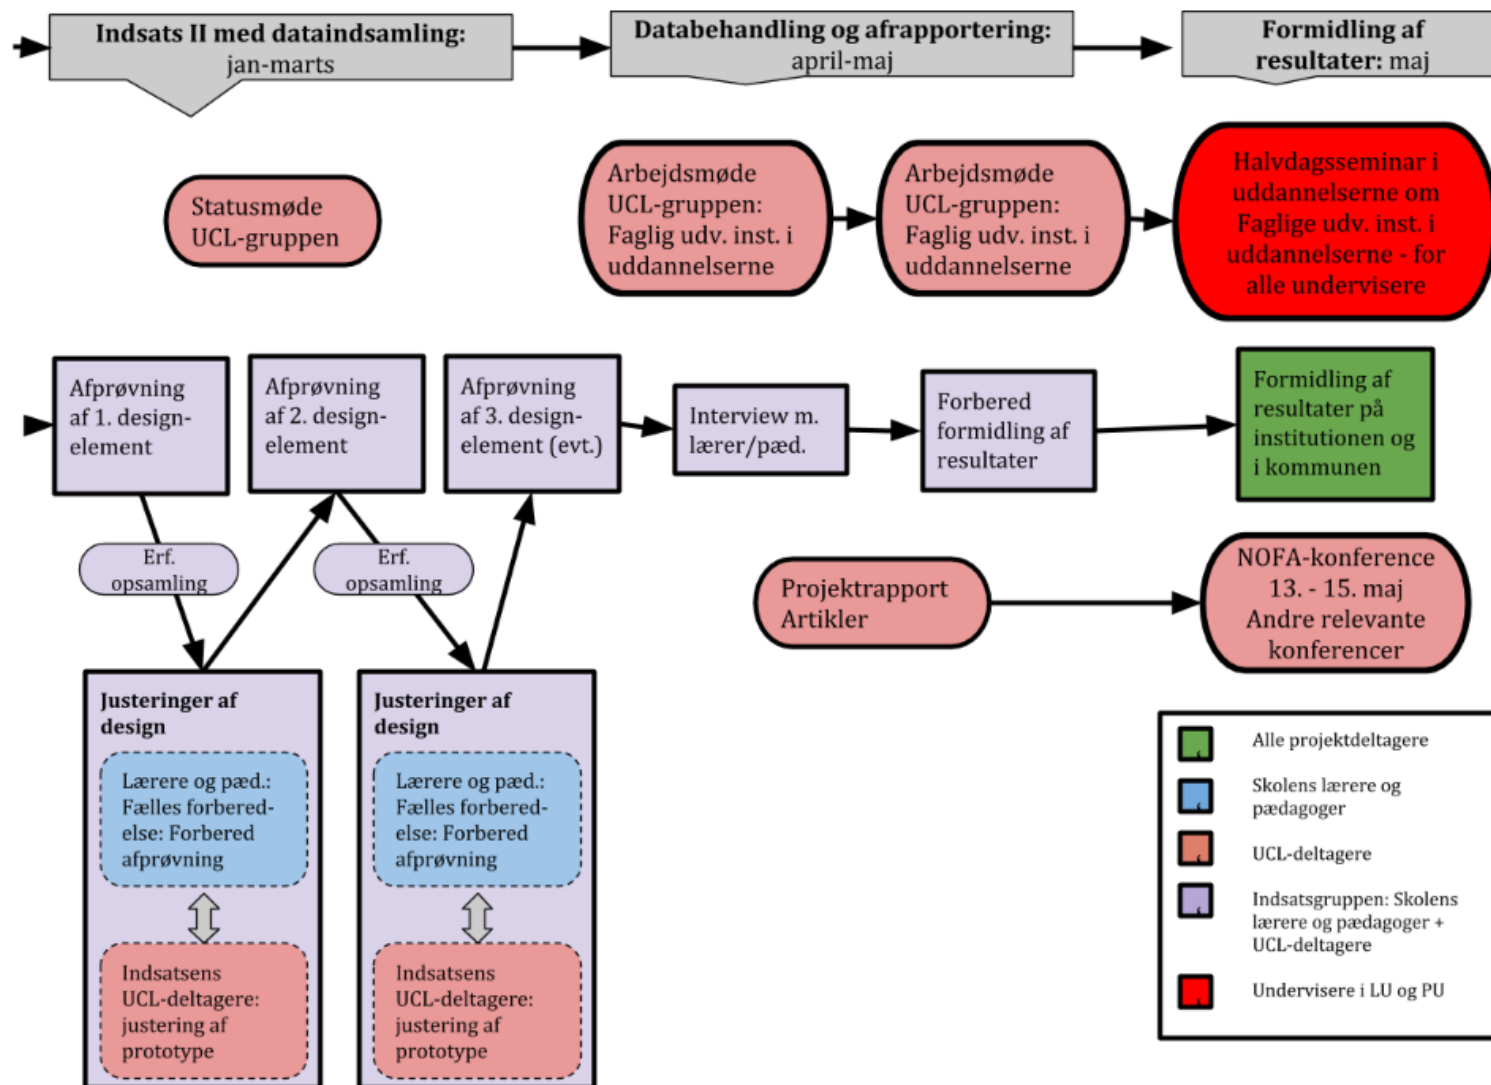 Indsats II med dataindsamling:
jan-marts
Databehandling og afrapportering:
april-maj
Formidling af
resultater: maj
Statusmøde
UCL-gruppen
Arbejdsmøde
UCL-gruppen:
Faglig udv. inst. i
uddannelserne
Arbejdsmøde
UCL-gruppen:
Faglig udv. inst. i
uddannelserne
Halvdagsseminar i
uddannelserne om
Faglige udv. inst. i
uddannelserne - for
alle undervisere
Afprøvning
af 1. design-
element
Afprøvning
af 2. design-
element
Afprøvning
af 3. design-
element (evt.)
Interview m.
lærer/pæd.
Forbered
formidling af
resultater
Formidling af
resultater på
institutionen og
i kommunen
Erf.
opsamling
Erf.
opsamling
Projektrapport
Artikler
NOFA-konference
13. - 15. maj
Andre relevante
konferencer
Justeringer af
design
Lærere og pæd.:
Fælles forbered-
else: Forbered
afprøvning
Indsatsens
UCL-deltagere:
justering af
prototype
Justeringer af
design
Lærere og pæd.:
Fælles forbered-
else: Forbered
afprøvning
Indsatsens
UCL-deltagere:
justering af
prototype
Alle projektdeltagere
Skolens lærere og
pædagoger
UCL-deltagere
Indsatsgruppen: Skolens
lærere og pædagoger +
UCL-deltagere
Undervisere i LU og PU